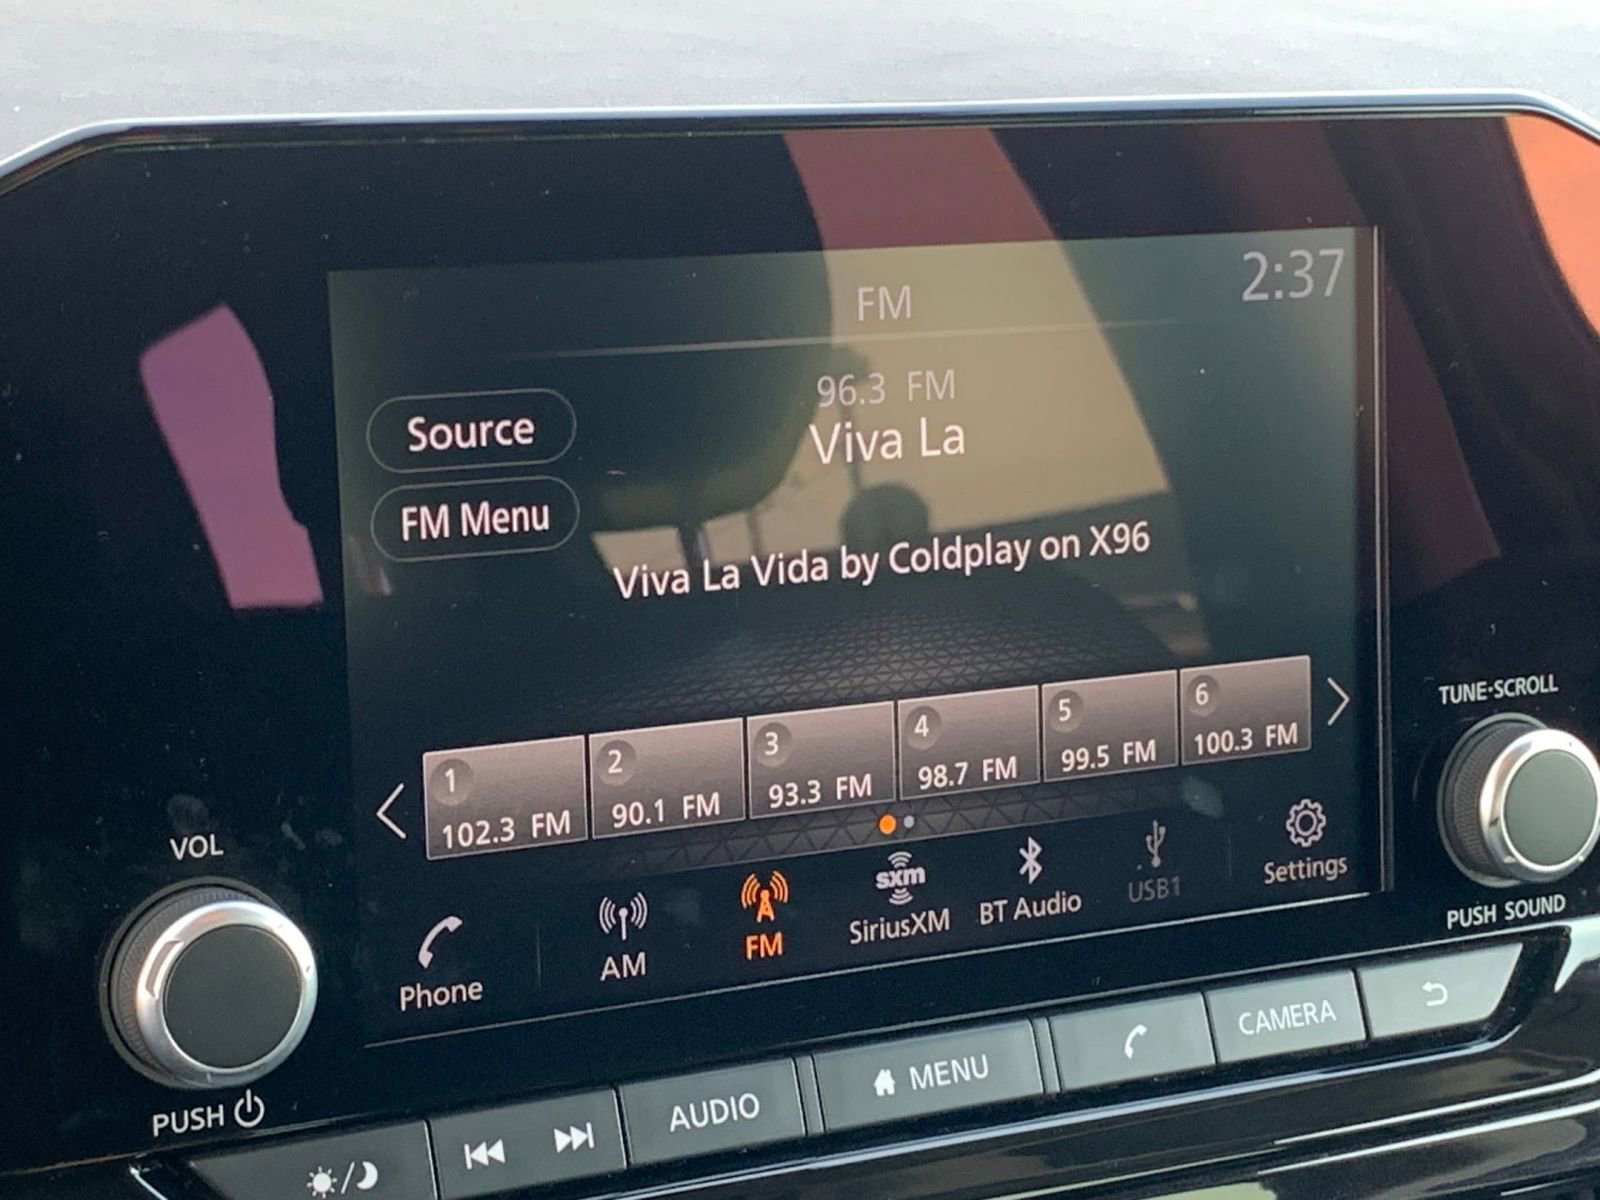 FM
2:37
96.3 FM
Viva La
Source
FM Menu
Viva La Vida by Coldplay on X96
1
102.3 FM
2
90.1 FM
3
93.3 FM
4
98.7 FM
5
99.5 FM
6
100.3 FM
Phone
AM
FM
sxm
SiriusXM
BT Audio
USB1
Settings
VOL
PUSH
TUNE·SCROLL
PUSH SOUND
AUDIO
MENU
CAMERA